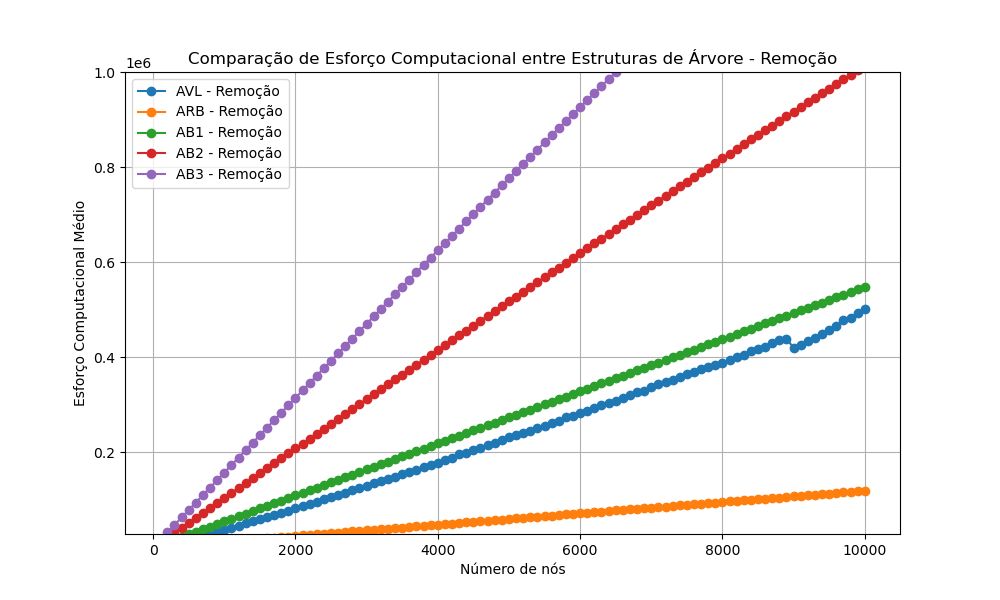 Comparação de Esforço Computacional entre Estruturas de Árvore - Remoção
1e6
1.0
0.8
0.6
0.4
0.2
Esforço Computacional Médio
AVL - Remoção
ARB - Remoção
AB1 - Remoção
AB2 - Remoção
AB3 - Remoção
0 2000 4000 6000 8000 10000
Número de nós